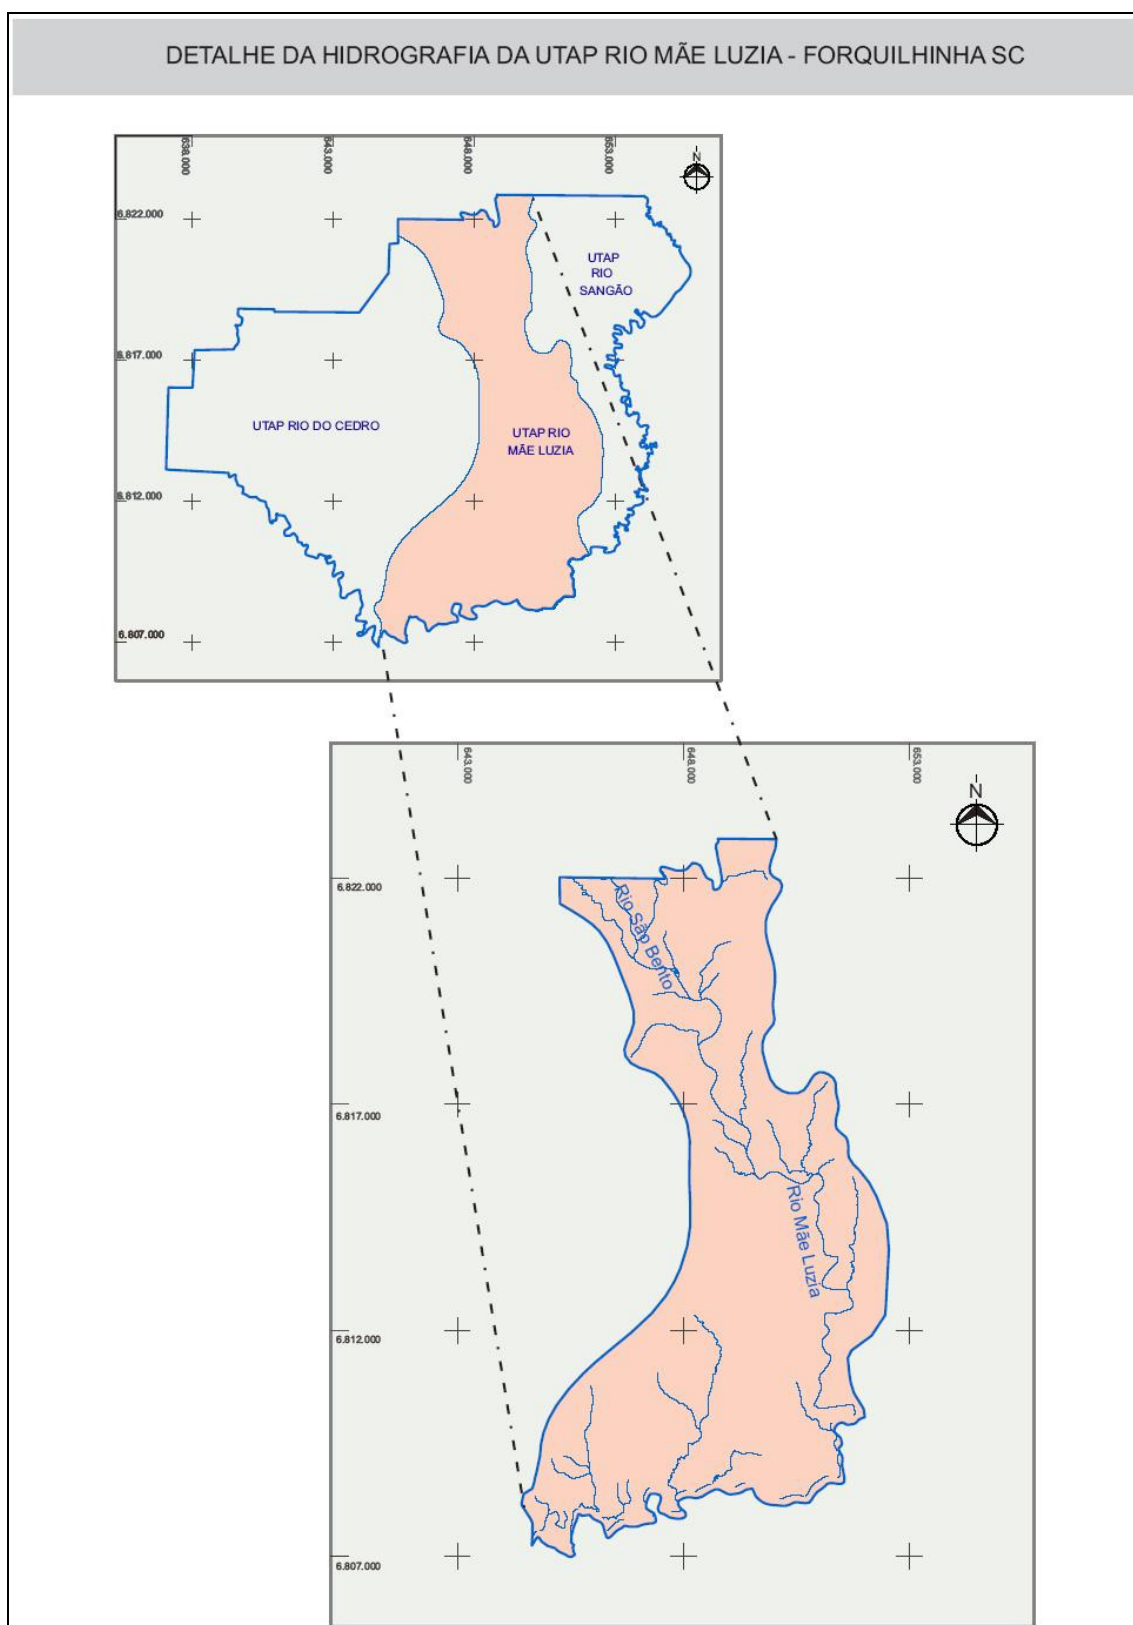 DETALHE DA HIDROGRAFIA DA UTAP RIO MÃE LUZIA - FORQUILHINHA SC
638.000
643.000
648.000
653.000
N
6.822.000
UTAP
RIO
SANGÃO
6.817.000
UTAP RIO DO CEDRO
UTAP RIO
MÃE LUZIA
6.812.000
6.807.000
643.000
648.000
653.000
N
6.822.000
Rio São Bento
6.817.000
Rio Mãe Luzia
6.812.000
6.807.000